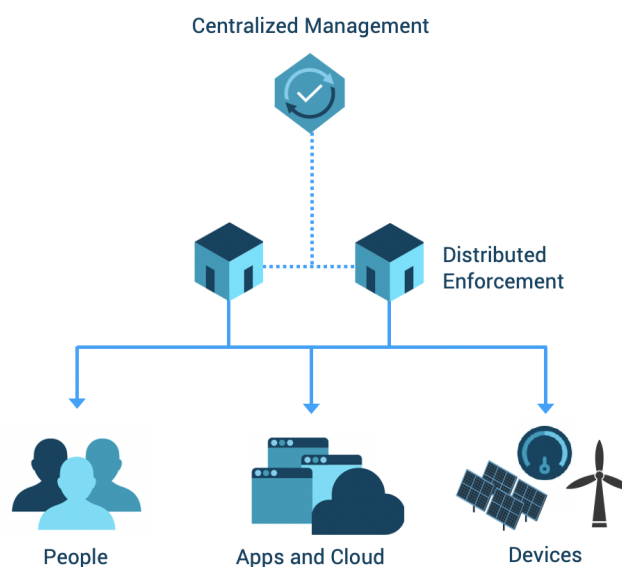 Centralized Management
Distributed
Enforcement
People
Apps and Cloud
Devices